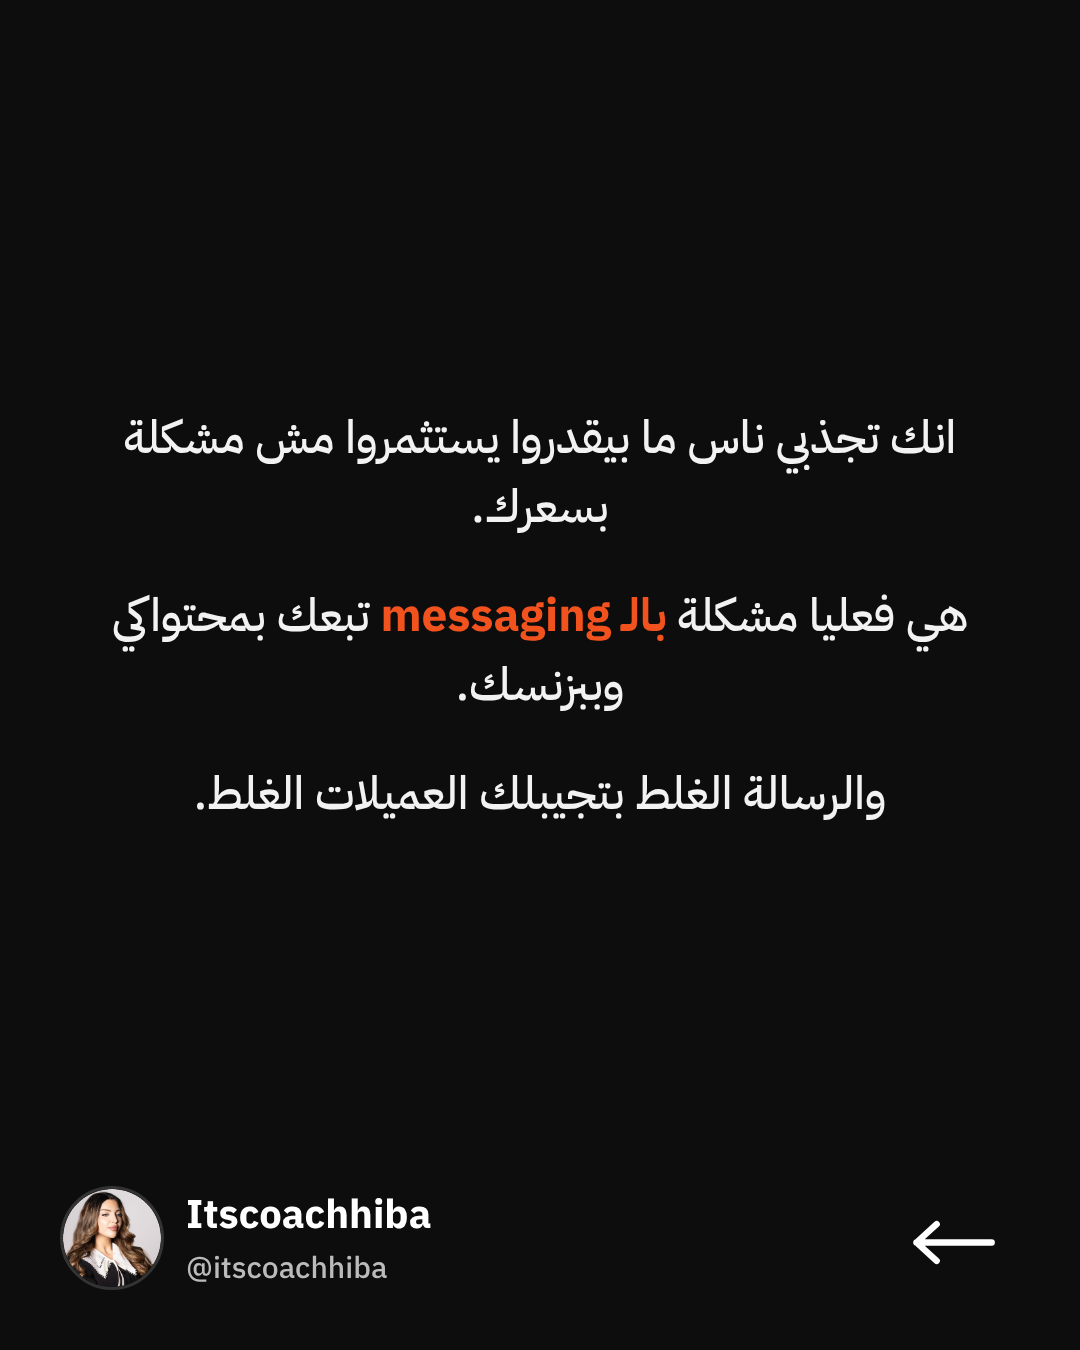 انك تجذبي ناس ما بيقدروا يستثمروا مش مشكلة
بسعرك.
هي فعليا مشكلة بالـ messaging تبعك بمحتواكي
وببزنسك.
والرسالة الغلط بتجيبلك العميلات الغلط.
Itscoachhiba
@itscoachhiba